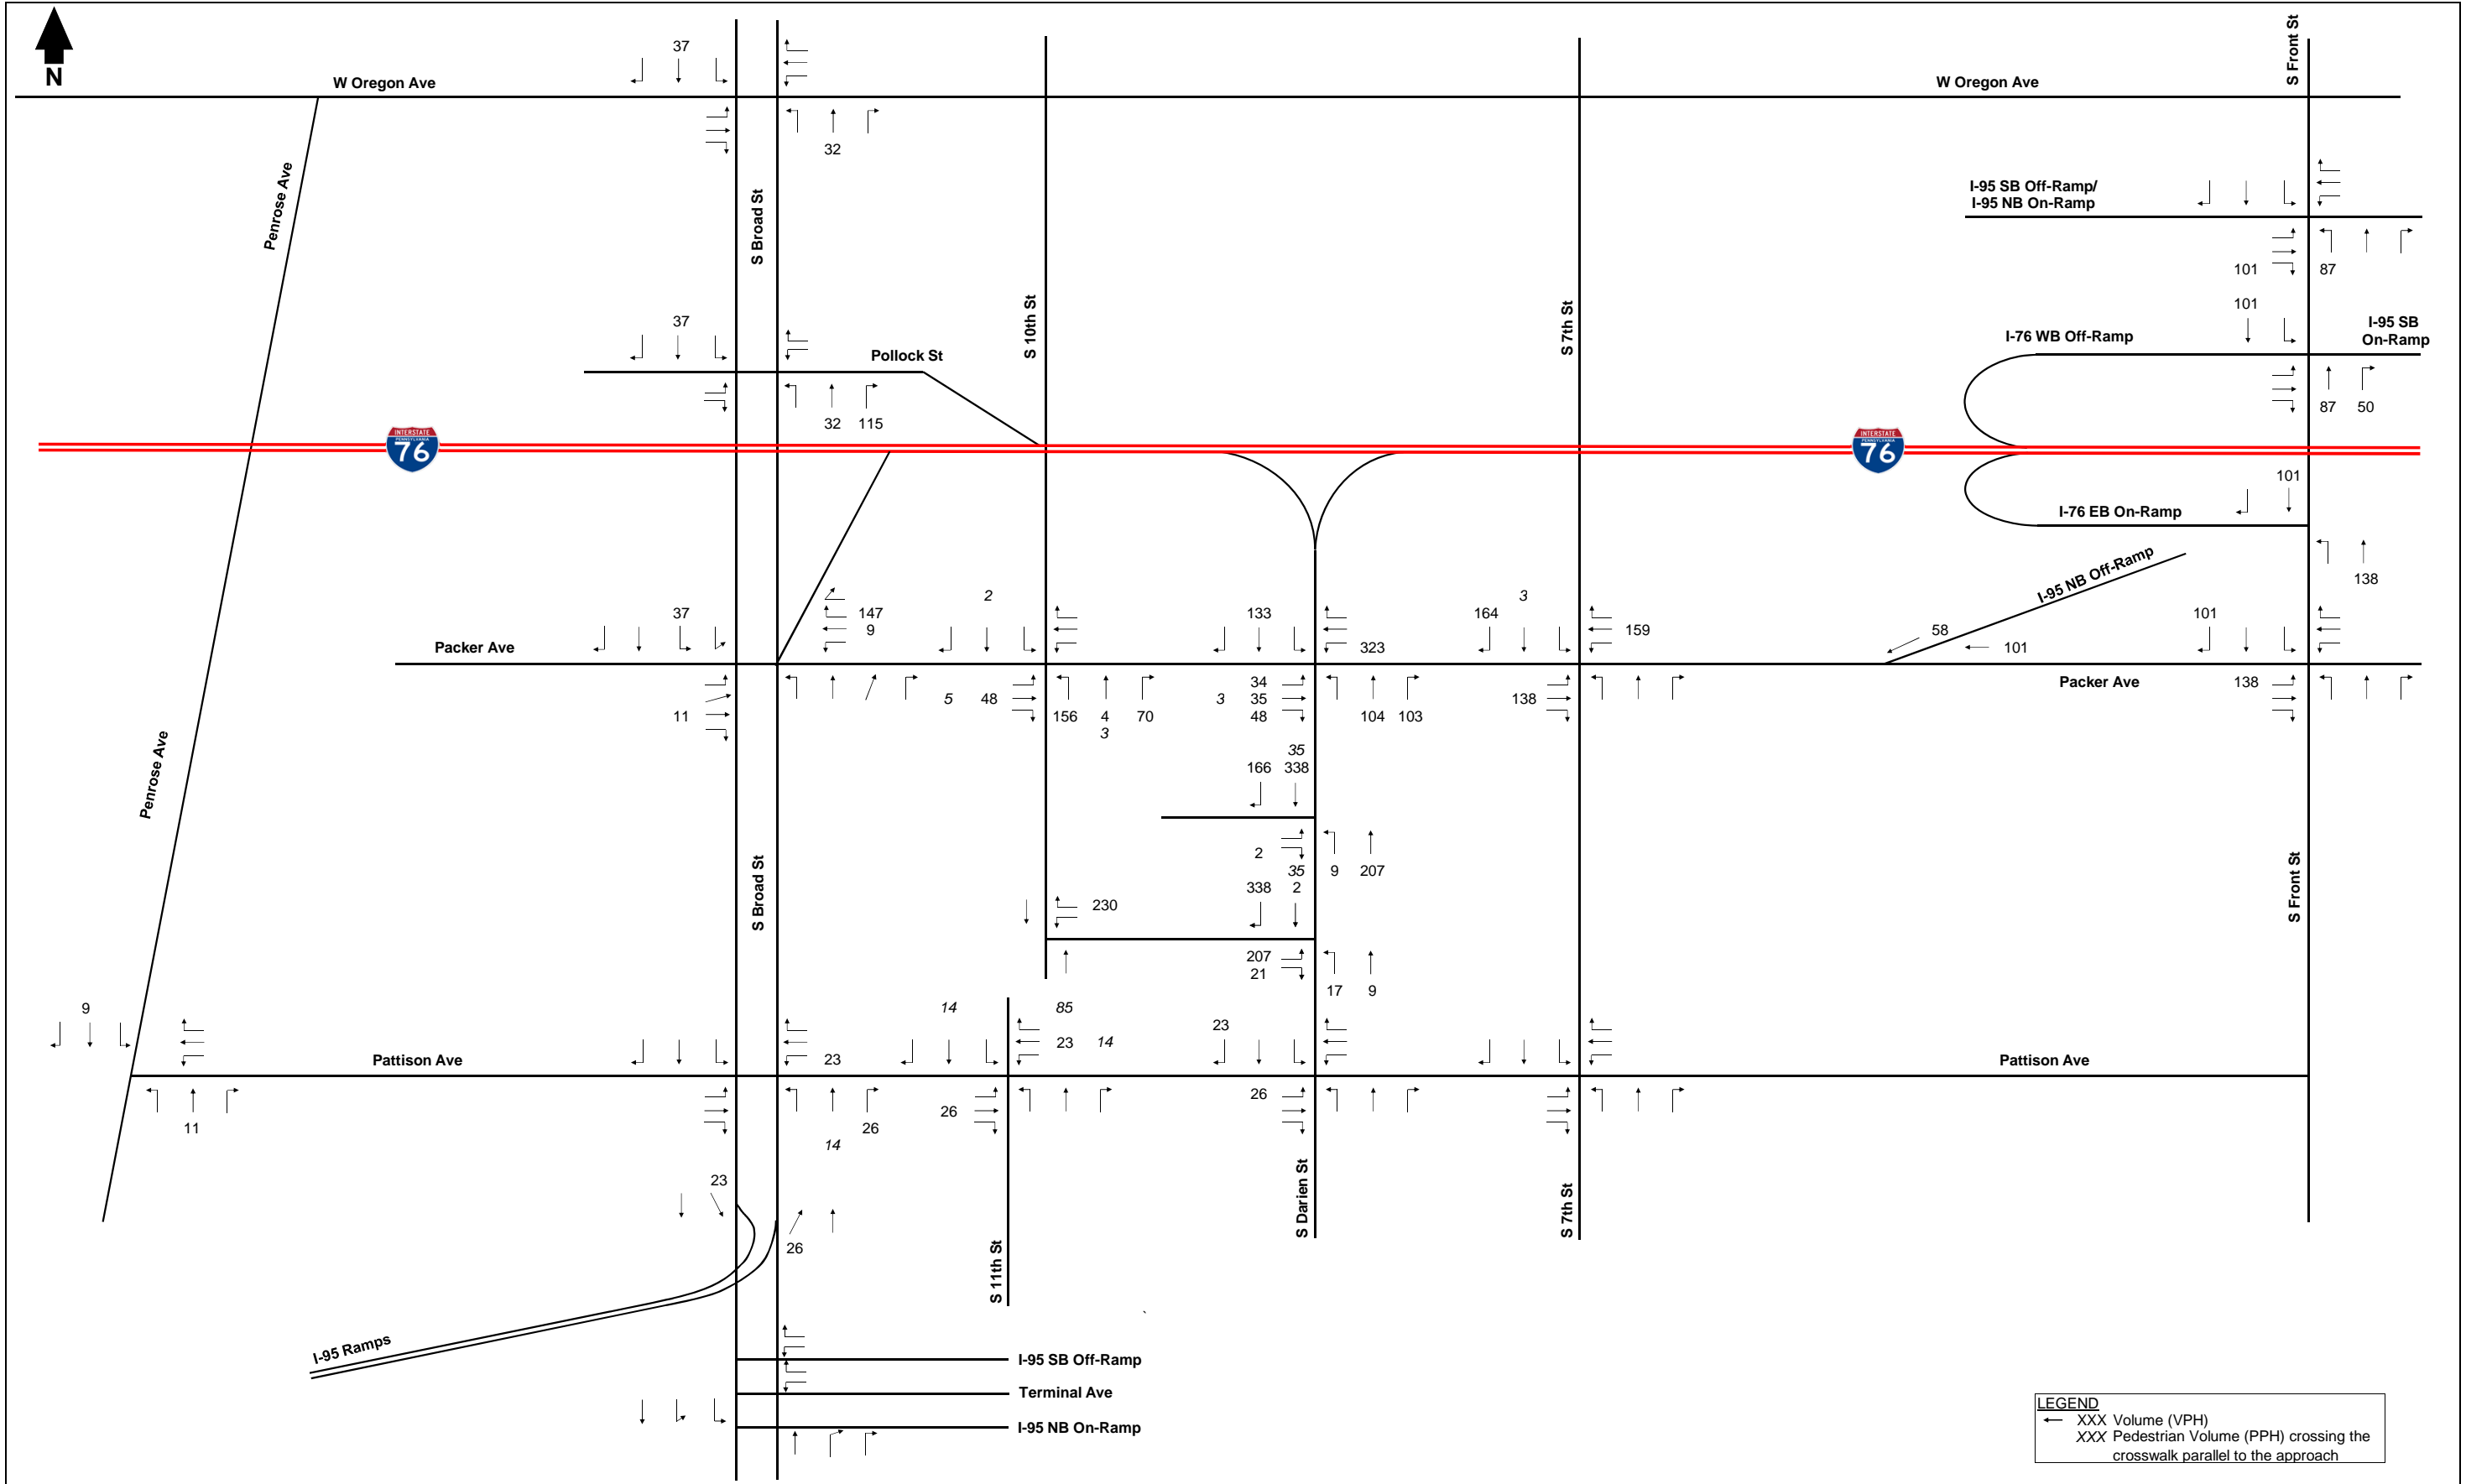 N
37
W Oregon Ave
W Oregon Ave
S Front St
32
Penrose Ave
S Broad St
I-95 SB Off-Ramp/
I-95 NB On-Ramp
101
87
S 10th St
S 7th St
37
Pollock St
101
I-76 WB Off-Ramp
I-95 SB
On-Ramp
32
115
87
50
INTERSTATE
PENNSYLVANIA
76
INTERSTATE
PENNSYLVANIA
76
101
I-76 EB On-Ramp
138
I-95 NB Off-Ramp
37
147
9
2
133
323
164
3
159
58
101
101
Packer Ave
Packer Ave
11
5
48
156
4
70
3
3
34
35
48
104
103
138
138
Penrose Ave
35
166
338
2
9
207
S Broad St
S Front St
35
338
2
230
207
21
17
9
9
14
85
23
14
23
Pattison Ave
23
Pattison Ave
11
26
14
26
26
23
26
S 11th St
S Darien St
S 7th St
I-95 Ramps
I-95 SB Off-Ramp
Terminal Ave
I-95 NB On-Ramp
LEGEND
XXX Volume (VPH)
XXX Pedestrian Volume (PPH) crossing the
crosswalk parallel to the approach